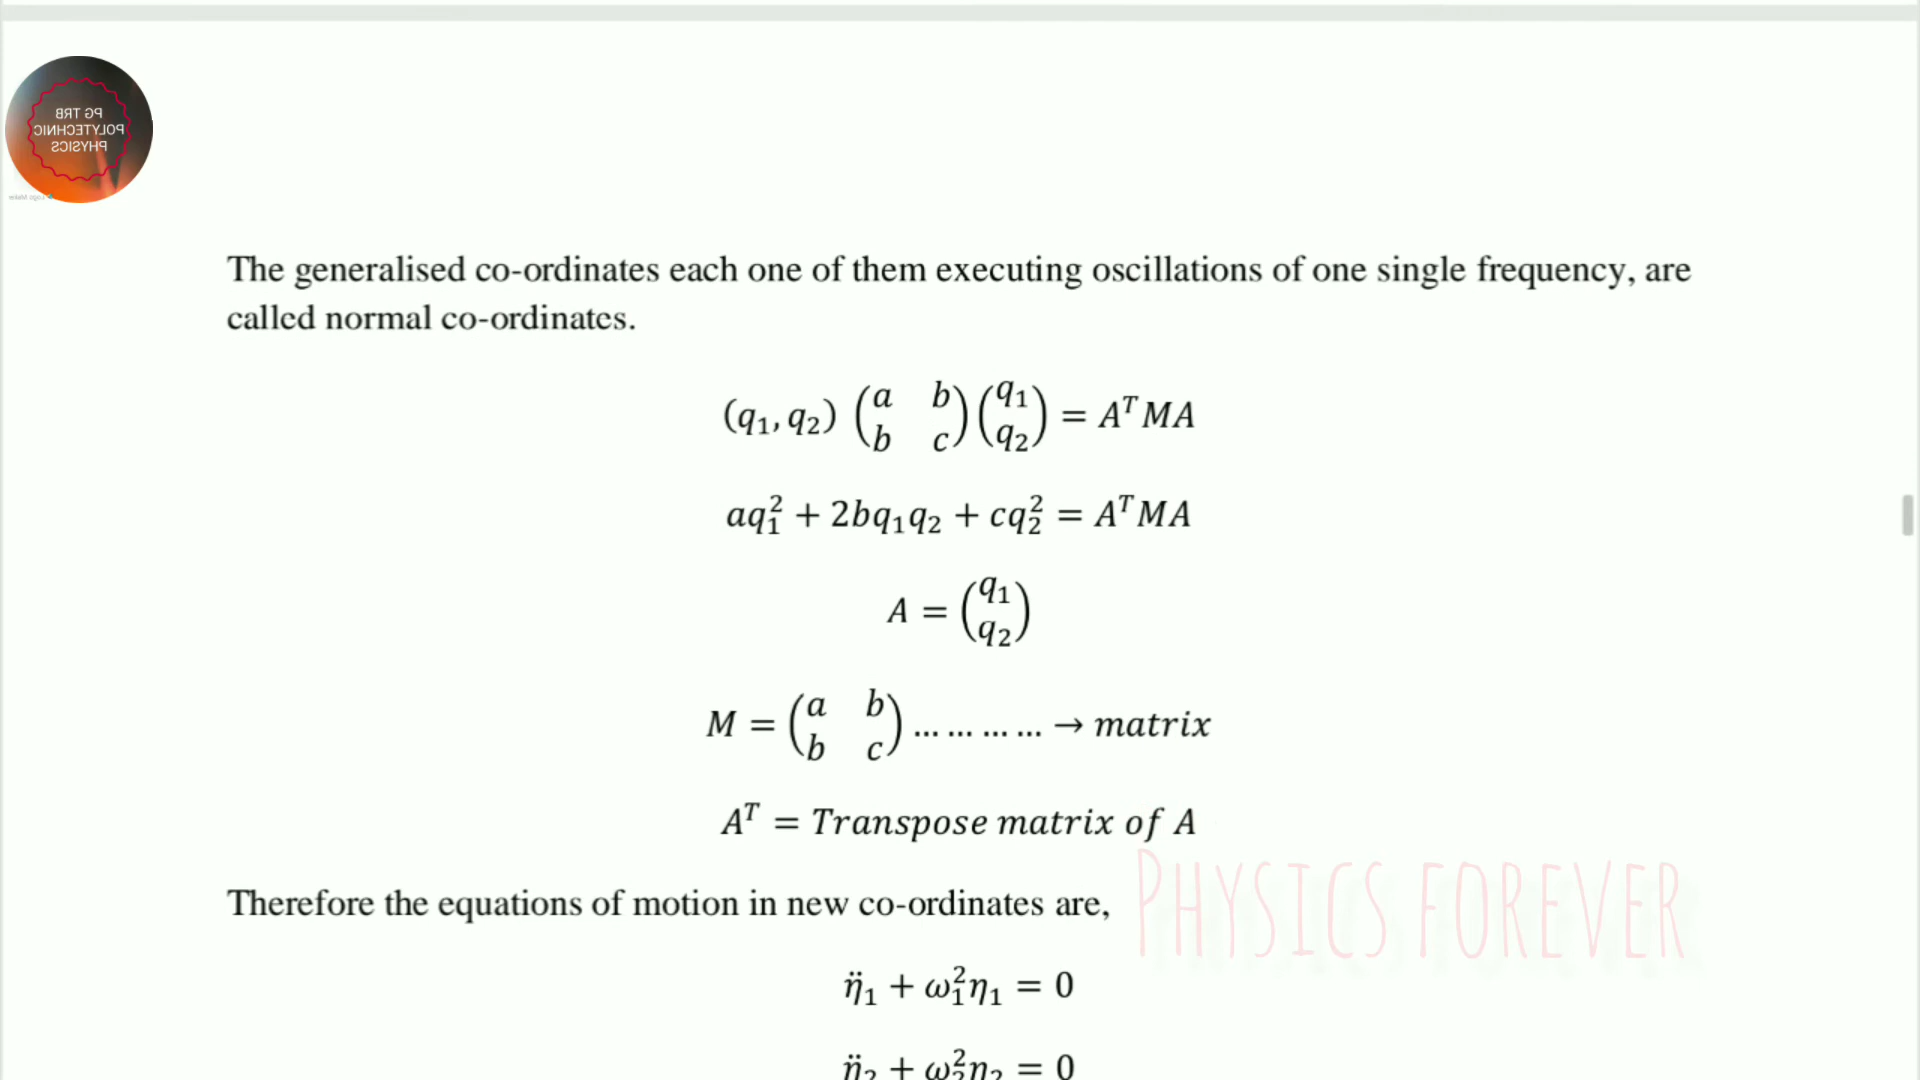 PG TRB
POLYTECHNIC
PHYSICS
The generalised co-ordinates each one of them executing oscillations of one single frequency, are
called normal co-ordinates.
(q₁, q₂) (a b
b c) (q₁
q₂) = AᵀMA
aq₁² + 2bq₁q₂ + cq₂² = AᵀMA
A = (q₁
q₂)
M = (a b
b c) ... ... ... ... → matrix
Aᵀ = Transpose matrix of A
Therefore the equations of motion in new co-ordinates are,
PHYSICS FOREVER
η̈₁ + ω₁²η₁ = 0
η̈₂ + ω₂²η₂ = 0